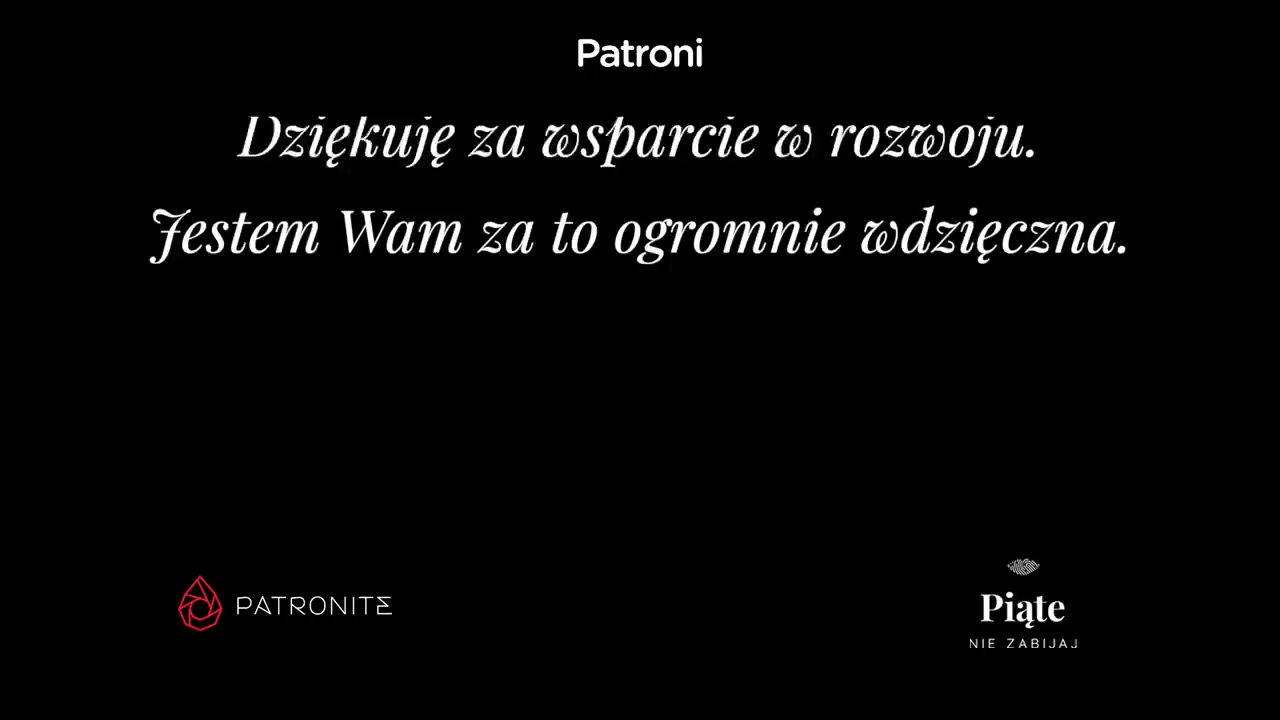 Patroni
Dziękuję za wsparcie w rozwoju.
Jestem Wam za to ogromnie wdzięczna.
PATRONITE
Piąte
NIE ZABIJAJ